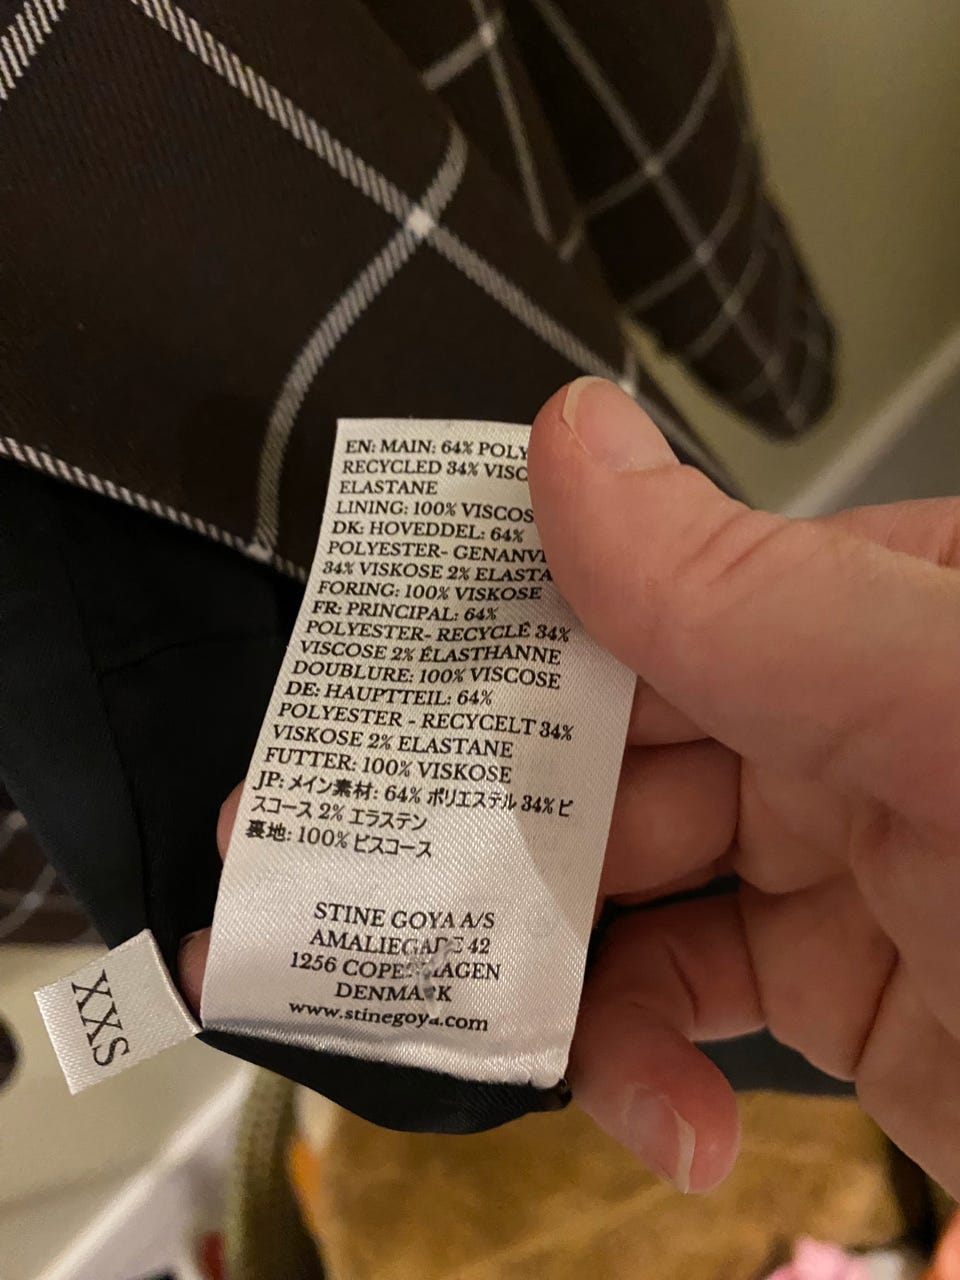 EN: MAIN: 64% POLY
RECYCLED 34% VISC
ELASTANE
LINING: 100% VISCOS
DK: HOVEDDEL: 64%
POLYESTER- GENANV
34% VISKOSE 2% ELASTA
FORING: 100% VISKOSE
FR: PRINCIPAL: 64%
POLYESTER- RECYCLÉ 34%
VISCOSE 2% ÉLASTHANNE
DOUBLURE: 100% VISCOSE
DE: HAUPTTEIL: 64%
POLYESTER - RECYCELT 34%
VISKOSE 2% ELASTANE
FUTTER: 100% VISKOSE
JP: メイン素材: 64% ポリエステル 34% ビ
スコース 2% エラステン
裏地: 100% ビスコース
STINE GOYA A/S
AMALIEGADE 42
1256 COPENHAGEN
DENMARK
www.stinegoya.com
XXS